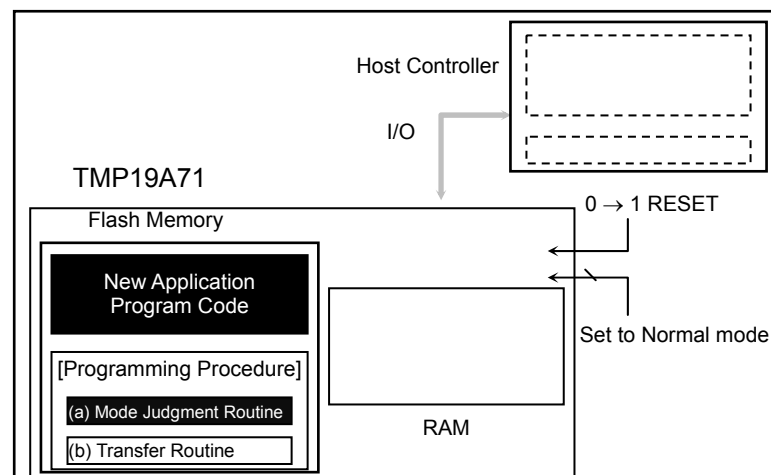 Host Controller
I/O
TMP19A71
0 → 1 RESET
Flash Memory
New Application
Program Code
Set to Normal mode
[Programming Procedure]
(a) Mode Judgment Routine
RAM
(b) Transfer Routine